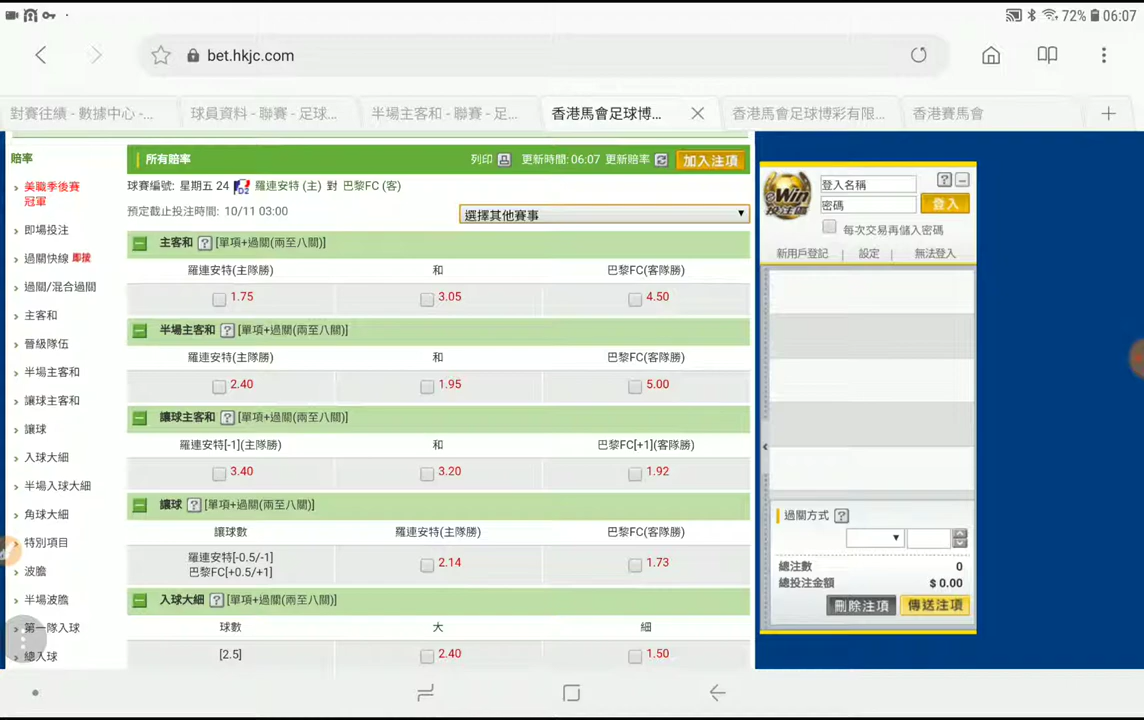 72% 06:07
bet.hkjc.com
對賽往績 - 數據中心 -... 球員資料 - 聯賽 - 足球... 半場主客和 - 聯賽 - 足... 香港馬會足球博... 香港馬會足球博彩有限... 香港賽馬會
賠率
美職季後賽
冠軍
即場投注
過關快線 即搜
過關/混合過關
主客和
晉級隊伍
半場主客和
讓球主客和
讓球
入球大細
半場入球大細
角球大細
特別項目
波膽
半場波膽
第一隊入球
總入球
所有賠率 列印 更新時間: 06:07 更新賠率 加入注項
球賽編號: 星期五 24 D2 羅連安特 (主) 對 巴黎FC (客)
預定截止投注時間: 10/11 03:00 選擇其他賽事
主客和 ? [單項+過關(兩至八關)]
羅連安特(主隊勝) 和 巴黎FC(客隊勝)
1.75 3.05 4.50
半場主客和 ? [單項+過關(兩至八關)]
羅連安特(主隊勝) 和 巴黎FC(客隊勝)
2.40 1.95 5.00
讓球主客和 ? [單項+過關(兩至八關)]
羅連安特[-1](主隊勝) 和 巴黎FC[+1](客隊勝)
3.40 3.20 1.92
讓球 ? [單項+過關(兩至八關)]
讓球數 羅連安特(主隊勝) 巴黎FC(客隊勝)
羅連安特[-0.5/-1]
巴黎FC[+0.5/+1]
2.14 1.73
入球大細 ? [單項+過關(兩至八關)]
球數 大 細
[2.5] 2.40 1.50
eWin
投注區
登入名稱 ?
密碼 登入
每次交易再儲入密碼
新用戶登記 | 設定 | 無法登入
過關方式 ?
總注數 0
總投注金額 $ 0.00
刪除注項 傳送注項